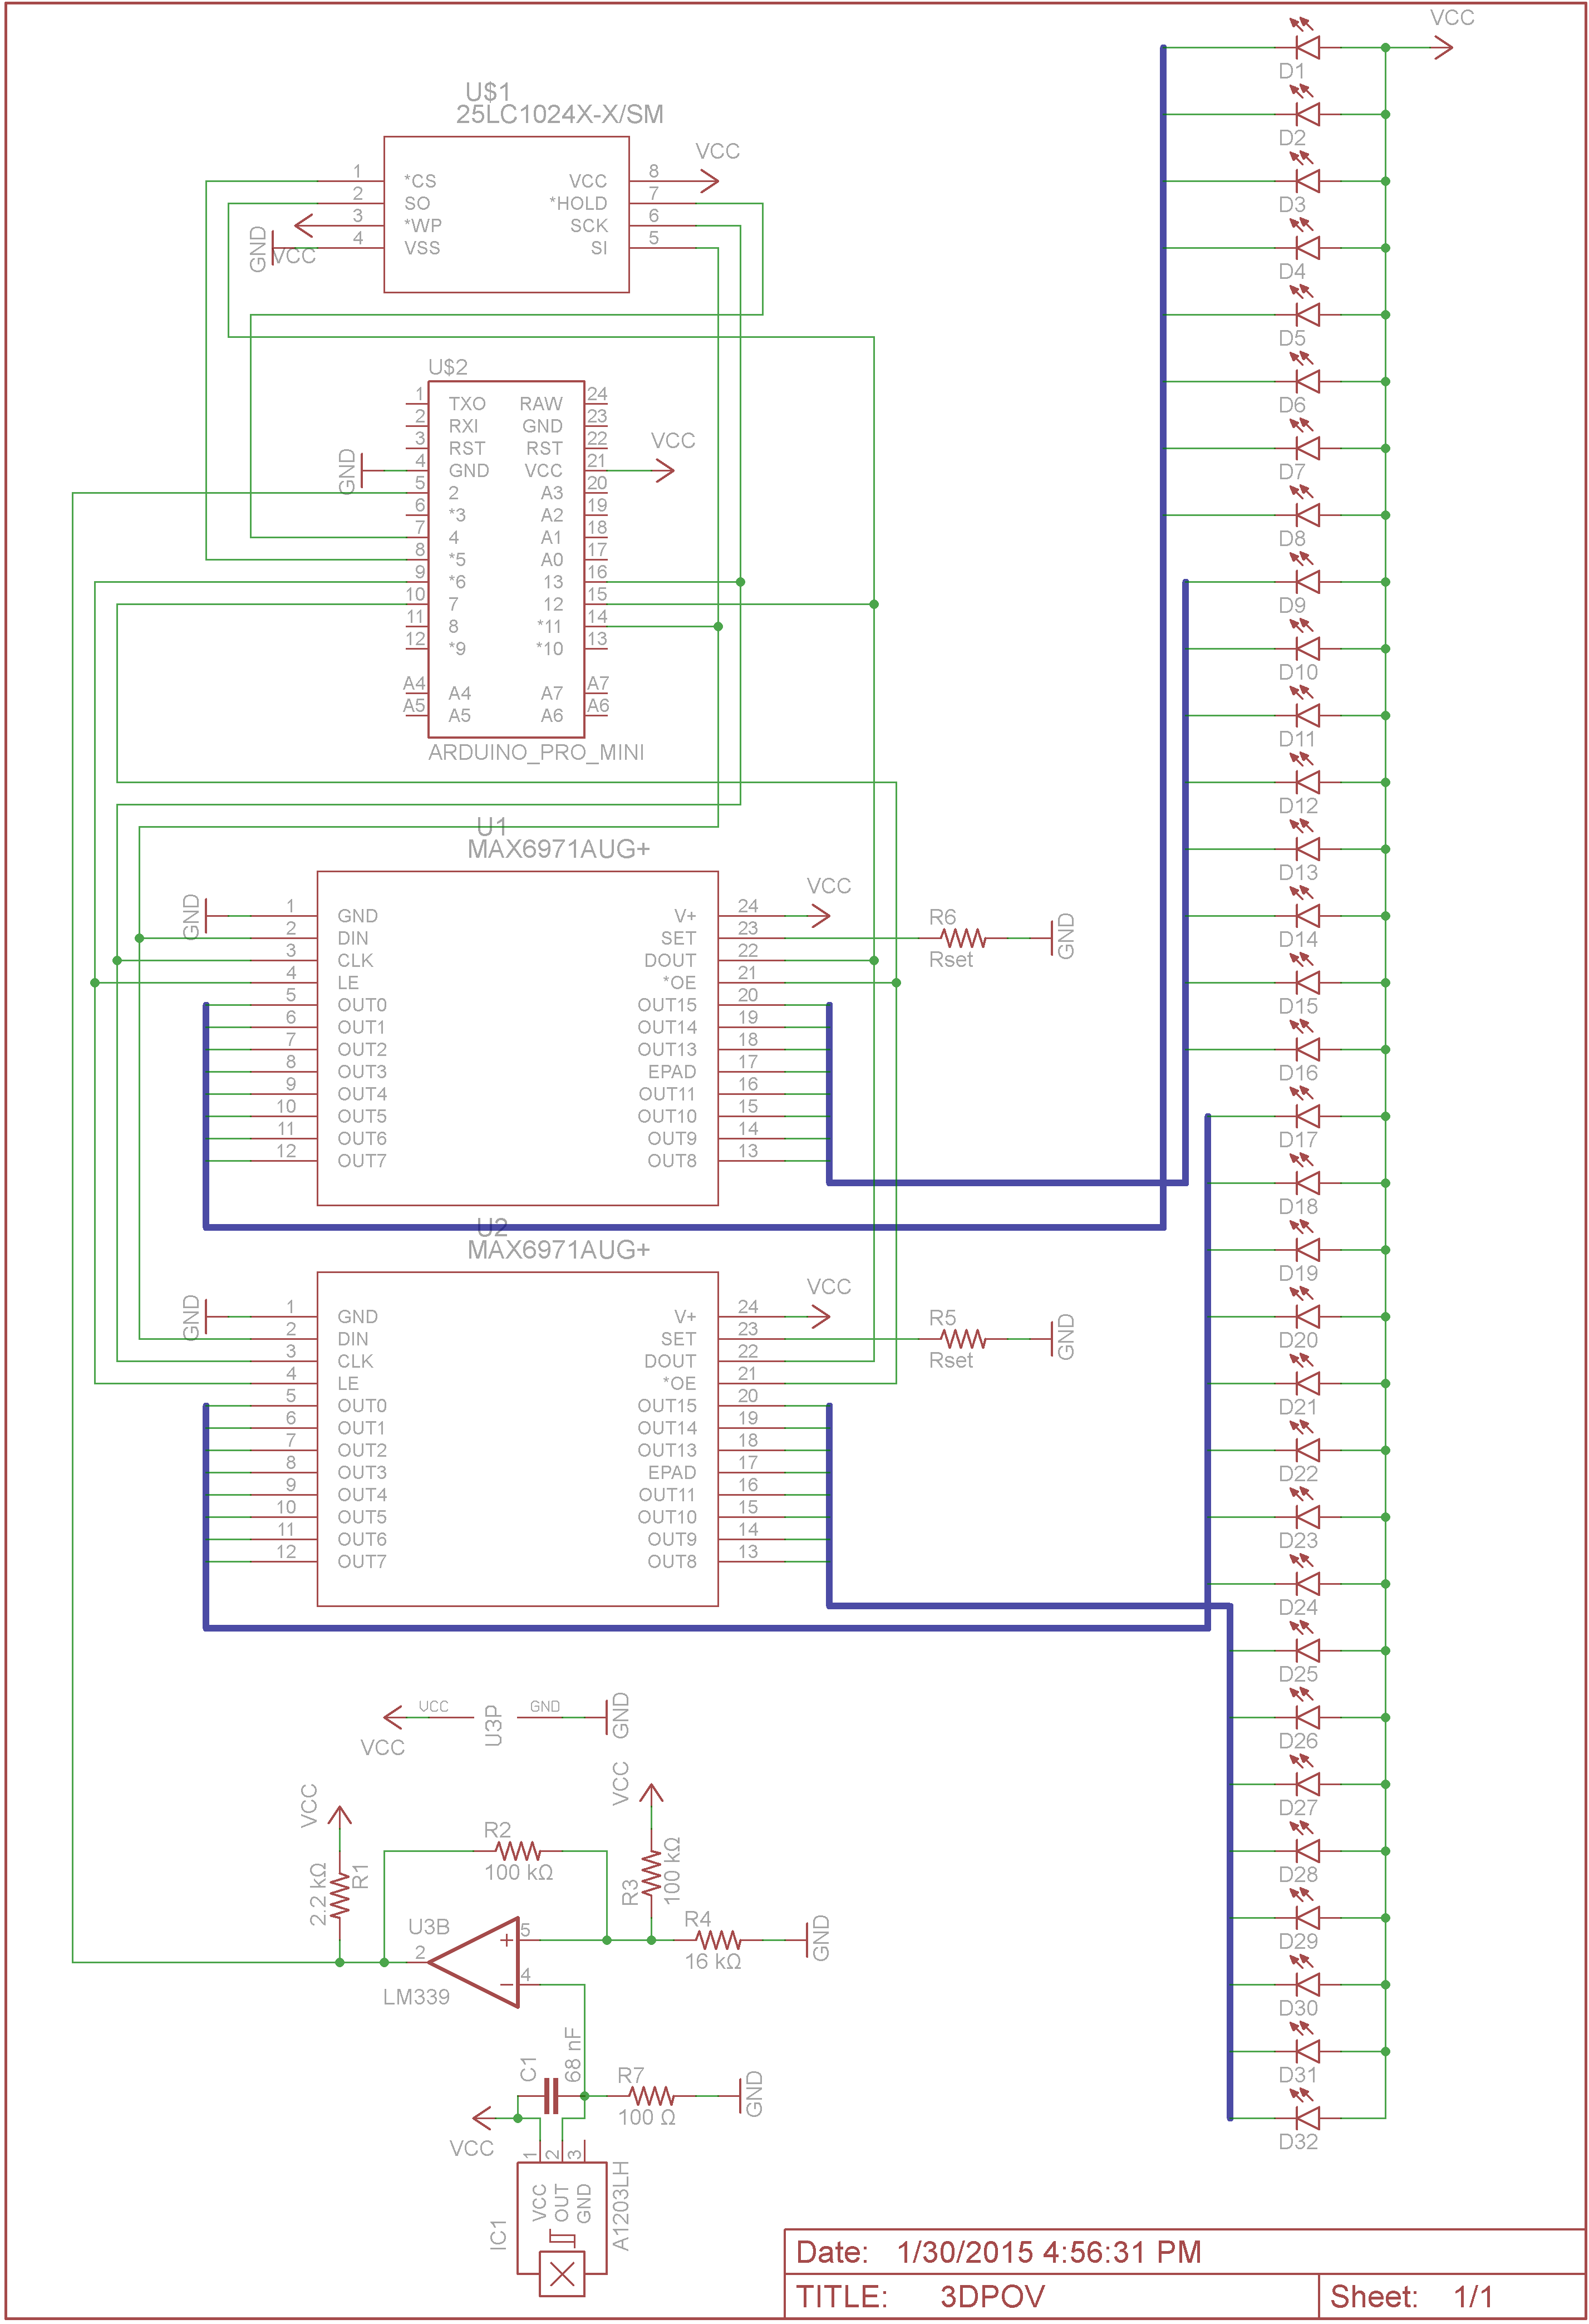 VCC
D1
D2
D3
D4
D5
D6
D7
D8
D9
D10
D11
D12
D13
D14
D15
D16
D17
D18
D19
D20
D21
D22
D23
D24
D25
D26
D27
D28
D29
D30
D31
D32
U$1
25LC1024X-X/SM
1 *CS VCC 8 VCC
2 SO *HOLD 7
3 *WP SCK 6
4 VSS SI 5
GND
VCC
U$2
1 TXO RAW 24
2 RXI GND 23
3 RST RST 22
GND 4 GND VCC 21 VCC
5 2 A3 20
6 *3 A2 19
7 4 A1 18
8 *5 A0 17
9 *6 13 16
10 7 12 15
11 8 *11 14
12 *9 *10 13
A4 A4 A7 A7
A5 A5 A6 A6
ARDUINO_PRO_MINI
U1
MAX6971AUG+
GND 1 GND V+ 24 VCC
2 DIN SET 23 R6 Rset GND
3 CLK DOUT 22
4 LE *OE 21
5 OUT0 OUT15 20
6 OUT1 OUT14 19
7 OUT2 OUT13 18
8 OUT3 EPAD 17
9 OUT4 OUT11 16
10 OUT5 OUT10 15
11 OUT6 OUT9 14
12 OUT7 OUT8 13
U2
MAX6971AUG+
GND 1 GND V+ 24 VCC
2 DIN SET 23 R5 Rset GND
3 CLK DOUT 22
4 LE *OE 21
5 OUT0 OUT15 20
6 OUT1 OUT14 19
7 OUT2 OUT13 18
8 OUT3 EPAD 17
9 OUT4 OUT11 16
10 OUT5 OUT10 15
11 OUT6 OUT9 14
12 OUT7 OUT8 13
VCC VCC U3P GND GND
VCC
2.2 kΩ
R1
R2
100 kΩ
VCC
R3
100 kΩ
R4
16 kΩ
GND
U3B
2
5
4
+
−
LM339
C1
68 nF
R7
100 Ω
GND
VCC
1 2 3
VCC
OUT
GND
IC1
A1203LH
Date: 1/30/2015 4:56:31 PM
TITLE: 3DPOV
Sheet: 1/1